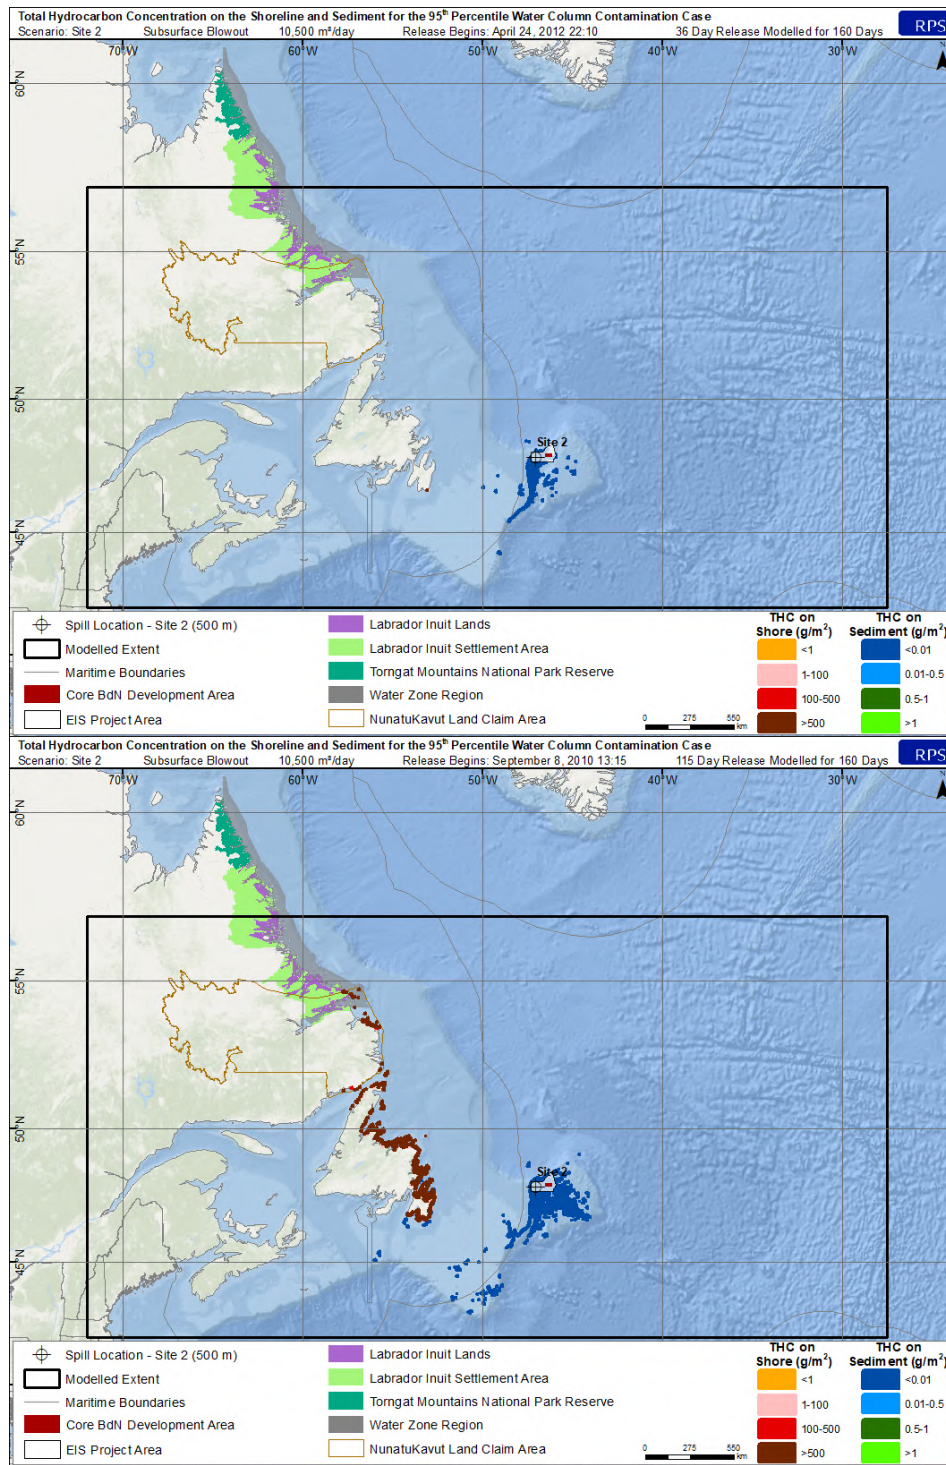 Total Hydrocarbon Concentration on the Shoreline and Sediment for the 95th Percentile Water Column Contamination Case
Scenario: Site 2 Subsurface Blowout 10,500 m³/day Release Begins: April 24, 2012 22:10 36 Day Release Modelled for 160 Days
RPS
70°W 60°W 50°W 40°W 30°W
N
60°N
55°N
50°N
Site 2
45°N
Spill Location - Site 2 (500 m)
Modelled Extent
Maritime Boundaries
Core BdN Development Area
EIS Project Area
Labrador Inuit Lands
Labrador Inuit Settlement Area
Torngat Mountains National Park Reserve
Water Zone Region
NunatuKavut Land Claim Area
0 275 550
km
THC on
Shore (g/m²)
<1
1-100
100-500
>500
THC on
Sediment (g/m²)
<0.01
0.01-0.5
0.5-1
>1
Total Hydrocarbon Concentration on the Shoreline and Sediment for the 95th Percentile Water Column Contamination Case
Scenario: Site 2 Subsurface Blowout 10,500 m³/day Release Begins: September 8, 2010 13:15 115 Day Release Modelled for 160 Days
RPS
70°W 60°W 50°W 40°W 30°W
N
60°N
55°N
50°N
Site 2
45°N
Spill Location - Site 2 (500 m)
Modelled Extent
Maritime Boundaries
Core BdN Development Area
EIS Project Area
Labrador Inuit Lands
Labrador Inuit Settlement Area
Torngat Mountains National Park Reserve
Water Zone Region
NunatuKavut Land Claim Area
0 275 550
km
THC on
Shore (g/m²)
<1
1-100
100-500
>500
THC on
Sediment (g/m²)
<0.01
0.01-0.5
0.5-1
>1